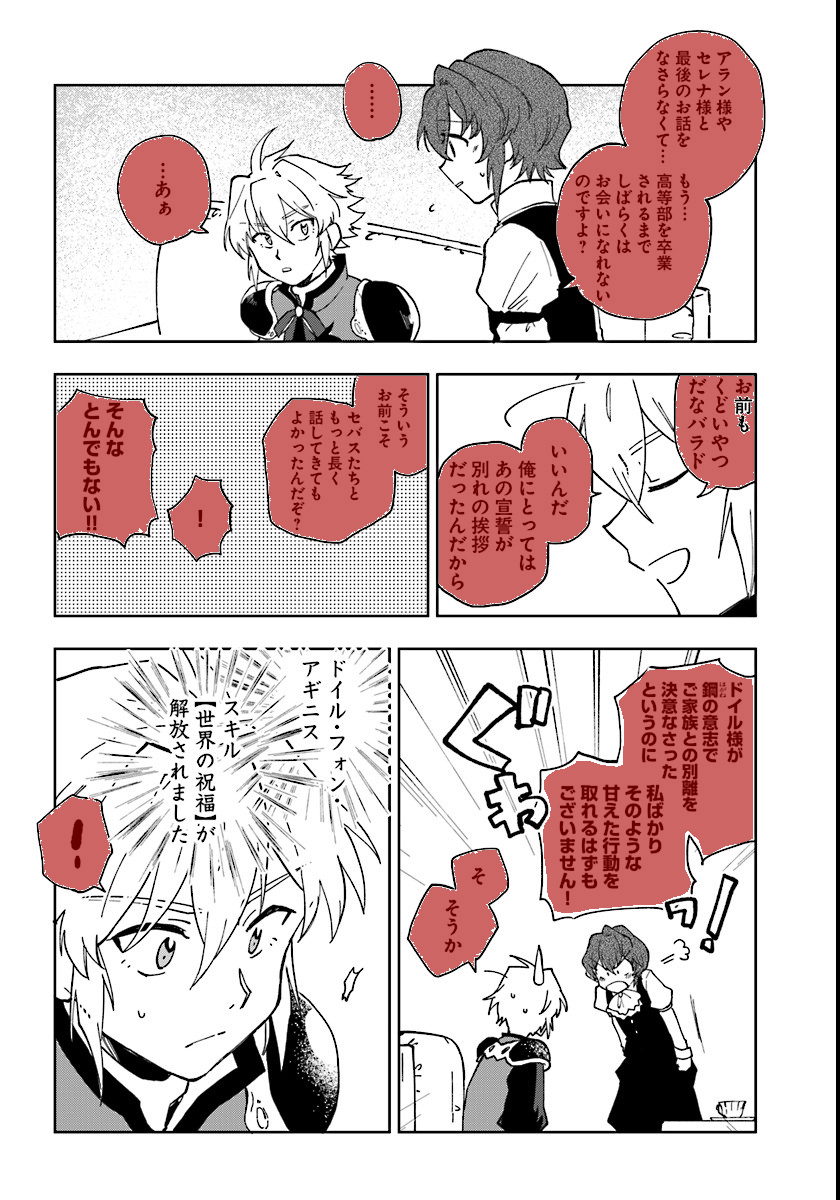 アラン様や
セレナ様と
最後のお話を
なさらなくて…
もう…
高等部を卒業
されるまで
しばらくは
お会いになれない
のですよ？
……
…あぁ
お前も
くどいやつ
だなバラド
いいんだ
俺にとっては
あの宣誓が
別れの挨拶
だったんだから
そういう
お前こそ
セバスたちと
もっと長く
話してきても
よかったんだぞ？
！
そんな
とんでもない!!
ドイル様が
鋼の意志で
はがね
ご家族との別離を
決意なさった
というのに
私ばかり
そのような
甘えた行動を
取れるはずも
ございません！
ぐわっ！
そ
そうか
ドイル・フォン・
アギニス
スキル
【世界の祝福】が
解放されました
！